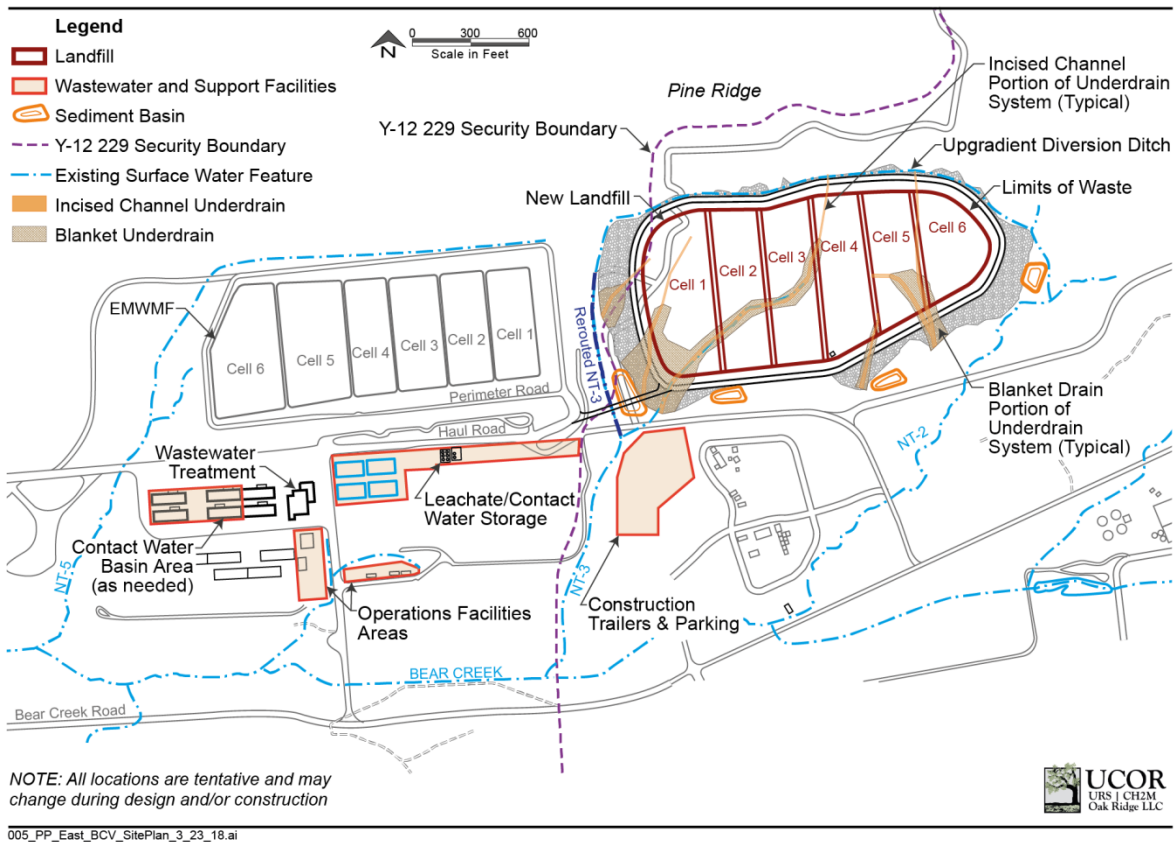 Legend
Landfill
Wastewater and Support Facilities
Sediment Basin
Y-12 229 Security Boundary
Existing Surface Water Feature
Incised Channel Underdrain
Blanket Underdrain
N
0 300 600
Scale in Feet
Pine Ridge
Y-12 229 Security Boundary
Incised Channel
Portion of Underdrain
System (Typical)
Upgradient Diversion Ditch
New Landfill
Limits of Waste
Cell 1
Cell 2
Cell 3
Cell 4
Cell 5
Cell 6
EMWMF
Cell 6
Cell 5
Cell 4
Cell 3
Cell 2
Cell 1
Rerouted NT-3
Perimeter Road
Haul Road
Blanket Drain
Portion of
Underdrain
System (Typical)
NT-2
Wastewater
Treatment
Leachate/Contact
Water Storage
Contact Water
Basin Area
(as needed)
NT-5
NT-3
Operations Facilities
Areas
Construction
Trailers & Parking
BEAR CREEK
Bear Creek Road
NOTE: All locations are tentative and may
change during design and/or construction
UCOR
URS | CH2M
Oak Ridge LLC
005_PP_East_BCV_SitePlan_3_23_18.ai